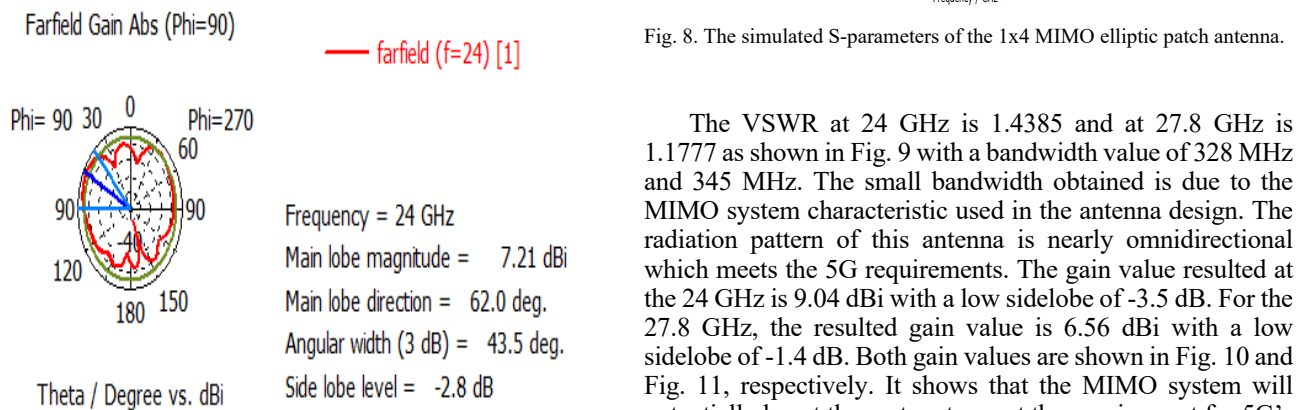 Farfield Gain Abs (Phi=90)
farfield (f=24) [1]
Phi= 90 30 0 Phi=270
60
90 90
-40
120
180 150
Frequency = 24 GHz
Main lobe magnitude = 7.21 dBi
Main lobe direction = 62.0 deg.
Angular width (3 dB) = 43.5 deg.
Side lobe level = -2.8 dB
Theta / Degree vs. dBi
Fig. 8. The simulated S-parameters of the 1x4 MIMO elliptic patch antenna.
The VSWR at 24 GHz is 1.4385 and at 27.8 GHz is
1.1777 as shown in Fig. 9 with a bandwidth value of 328 MHz
and 345 MHz. The small bandwidth obtained is due to the
MIMO system characteristic used in the antenna design. The
radiation pattern of this antenna is nearly omnidirectional
which meets the 5G requirements. The gain value resulted at
the 24 GHz is 9.04 dBi with a low sidelobe of -3.5 dB. For the
27.8 GHz, the resulted gain value is 6.56 dBi with a low
sidelobe of -1.4 dB. Both gain values are shown in Fig. 10 and
Fig. 11, respectively. It shows that the MIMO system will